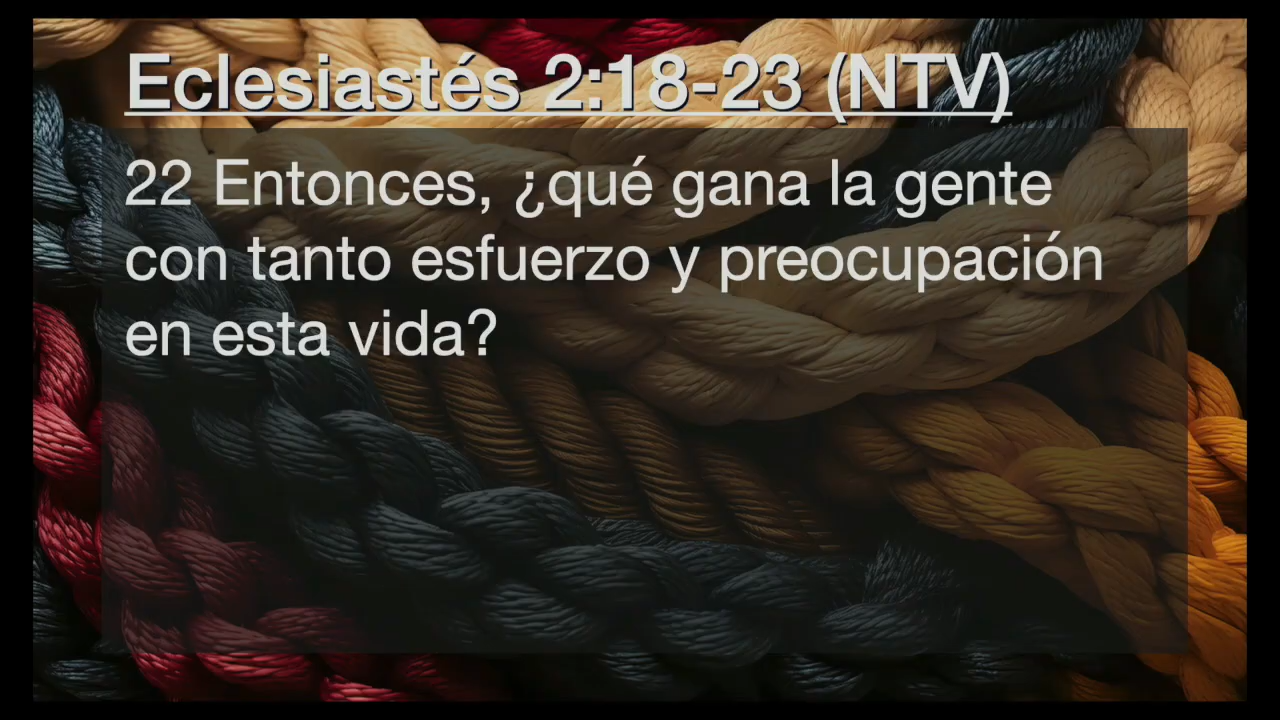 Eclesiastés 2:18-23 (NTV)
22 Entonces, ¿qué gana la gente
con tanto esfuerzo y preocupación
en esta vida?